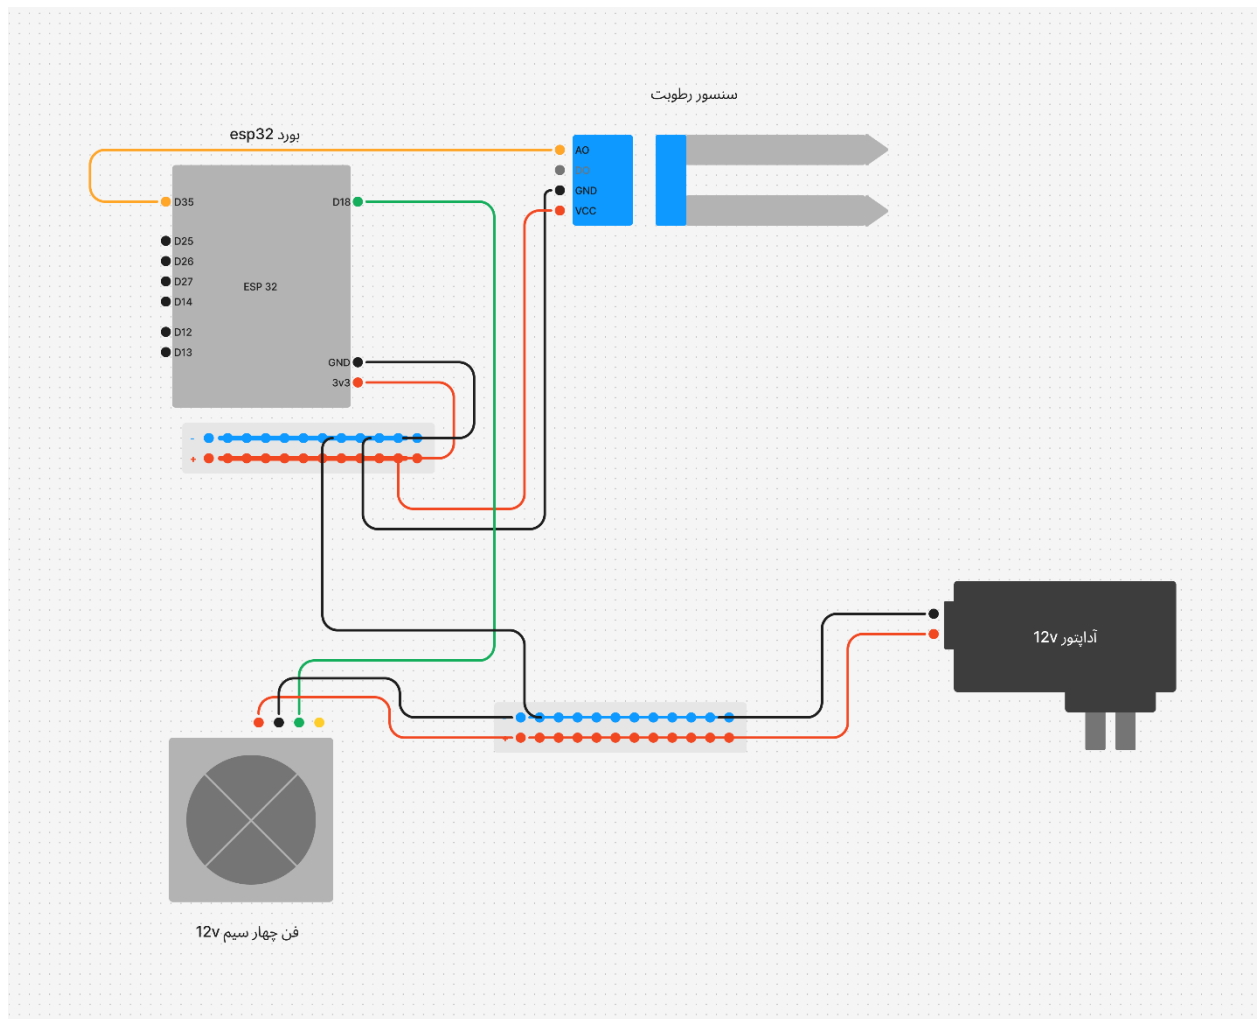 سنسور رطوبت
بورد esp32
AO
DO
GND
VCC
D35
D18
D25
D26
D27
D14
D12
D13
ESP 32
GND
3v3
-
+
آداپتور 12v
-
+
فن چهار سیم 12v